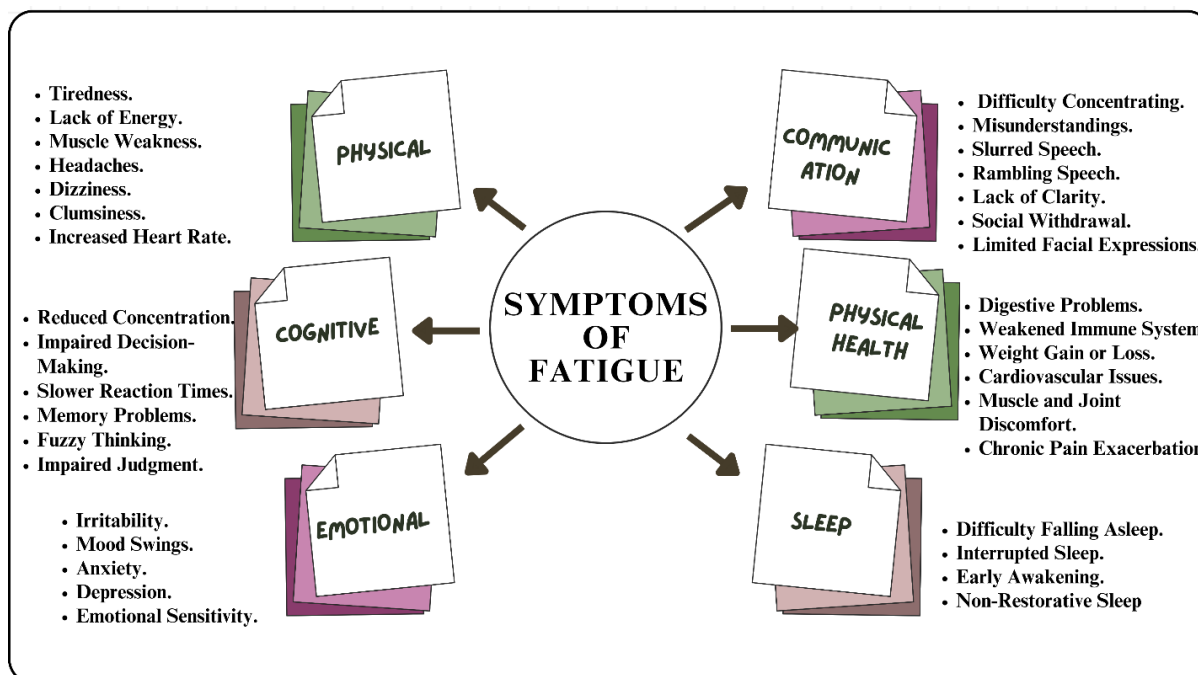 SYMPTOMS
OF
FATIGUE
PHYSICAL
• Tiredness.
• Lack of Energy.
• Muscle Weakness.
• Headaches.
• Dizziness.
• Clumsiness.
• Increased Heart Rate.
COGNITIVE
• Reduced Concentration.
• Impaired Decision-
Making.
• Slower Reaction Times.
• Memory Problems.
• Fuzzy Thinking.
• Impaired Judgment.
EMOTIONAL
• Irritability.
• Mood Swings.
• Anxiety.
• Depression.
• Emotional Sensitivity.
COMMUNIC
ATION
• Difficulty Concentrating.
• Misunderstandings.
• Slurred Speech.
• Rambling Speech.
• Lack of Clarity.
• Social Withdrawal.
• Limited Facial Expressions.
PHYSICAL
HEALTH
• Digestive Problems.
• Weakened Immune System
• Weight Gain or Loss.
• Cardiovascular Issues.
• Muscle and Joint
Discomfort.
• Chronic Pain Exacerbation
SLEEP
• Difficulty Falling Asleep.
• Interrupted Sleep.
• Early Awakening.
• Non-Restorative Sleep